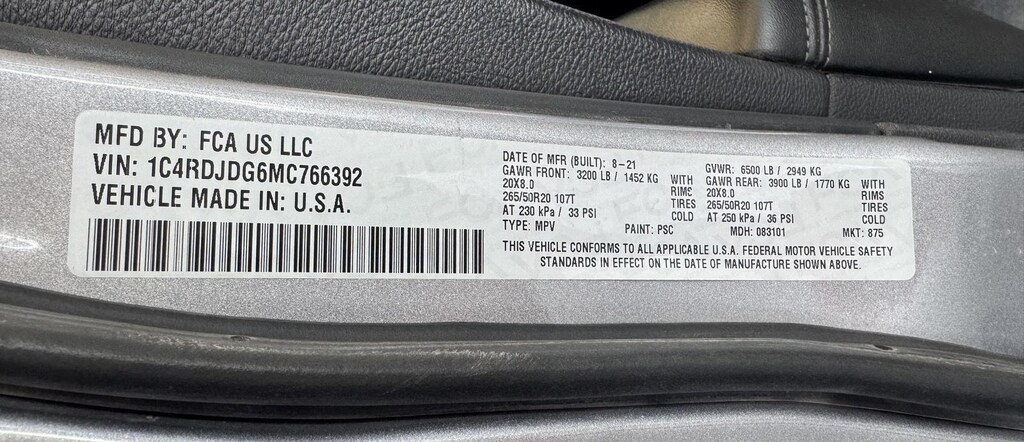 MFD BY: FCA US LLC
VIN: 1C4RDJDG6MC766392
VEHICLE MADE IN: U.S.A.
DATE OF MFR (BUILT): 8-21
GAWR FRONT: 3200 LB / 1452 KG WITH
20X8.0 RIMS
265/50R20 107T TIRES
AT 230 kPa / 33 PSI COLD
TYPE: MPV PAINT: PSC
GVWR: 6500 LB / 2949 KG
GAWR REAR: 3900 LB / 1770 KG WITH
20X8.0 RIMS
265/50R20 107T TIRES
AT 250 kPa / 36 PSI COLD
MDH: 083101 MKT: 875
THIS VEHICLE CONFORMS TO ALL APPLICABLE U.S.A. FEDERAL MOTOR VEHICLE SAFETY
STANDARDS IN EFFECT ON THE DATE OF MANUFACTURE SHOWN ABOVE.